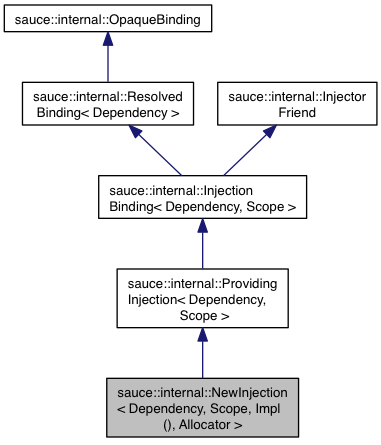 sauce::internal::OpaqueBinding
sauce::internal::Resolved
Binding< Dependency >
sauce::internal::Injector
Friend
sauce::internal::Injection
Binding< Dependency, Scope >
sauce::internal::Providing
Injection< Dependency,
Scope >
sauce::internal::NewInjection
< Dependency, Scope, Impl
(), Allocator >